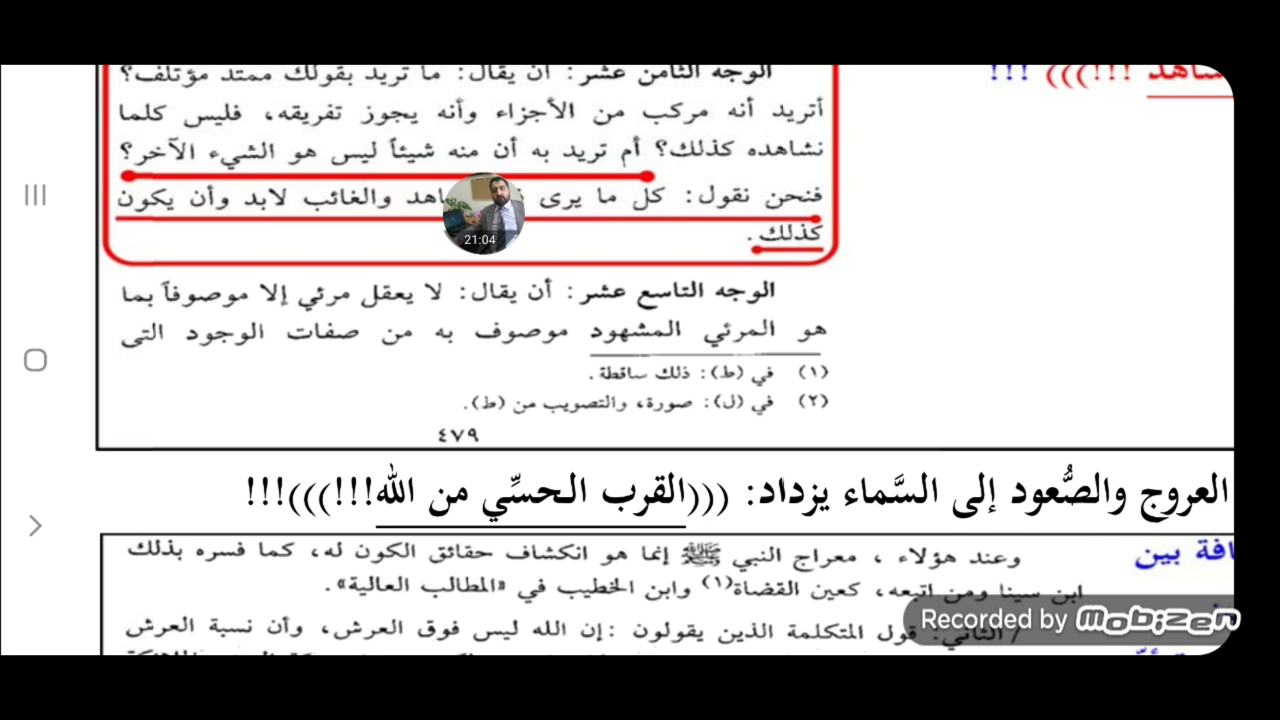 الوجه الثامن عشر: أن يقال: ما تريد بقولك ممتد مؤتلف؟
شاهد !!!))) !!!
أتريد أنه مركب من الأجزاء وأنه يجوز تفريقه، فليس كلما
نشاهده كذلك؟ أم تريد به أن منه شيئاً ليس هو الشيء الآخر؟
فنحن نقول: كل ما يرى والغائب لابد وأن يكون
كذلك.
21:04
الوجه التاسع عشر: أن يقال: لا يعقل مرئي إلا موصوفاً بما
هو المرئي المشهود موصوف به من صفات الوجود التى
(١) في (ط): ذلك ساقطة.
(٢) في (ل): صورة، والتصويب من (ط).
٤٧٩
العروج والصُّعود إلى السَّماء يزداد: (((القرب الحسِّي من الله!!!)))!!!
وعند هؤلاء ، معراج النبي ﷺ إنما هو انكشاف حقائق الكون له، كما فسره بذلك
افة بين
ابن سينا ومن اتبعه، كعين القضاة(١) وابن الخطيب في «المطالب العالية».
Recorded by Mobizen
/ الثاني: قول المتكلمة الذين يقولون :إن الله ليس فوق العرش، وأن نسبة العرش